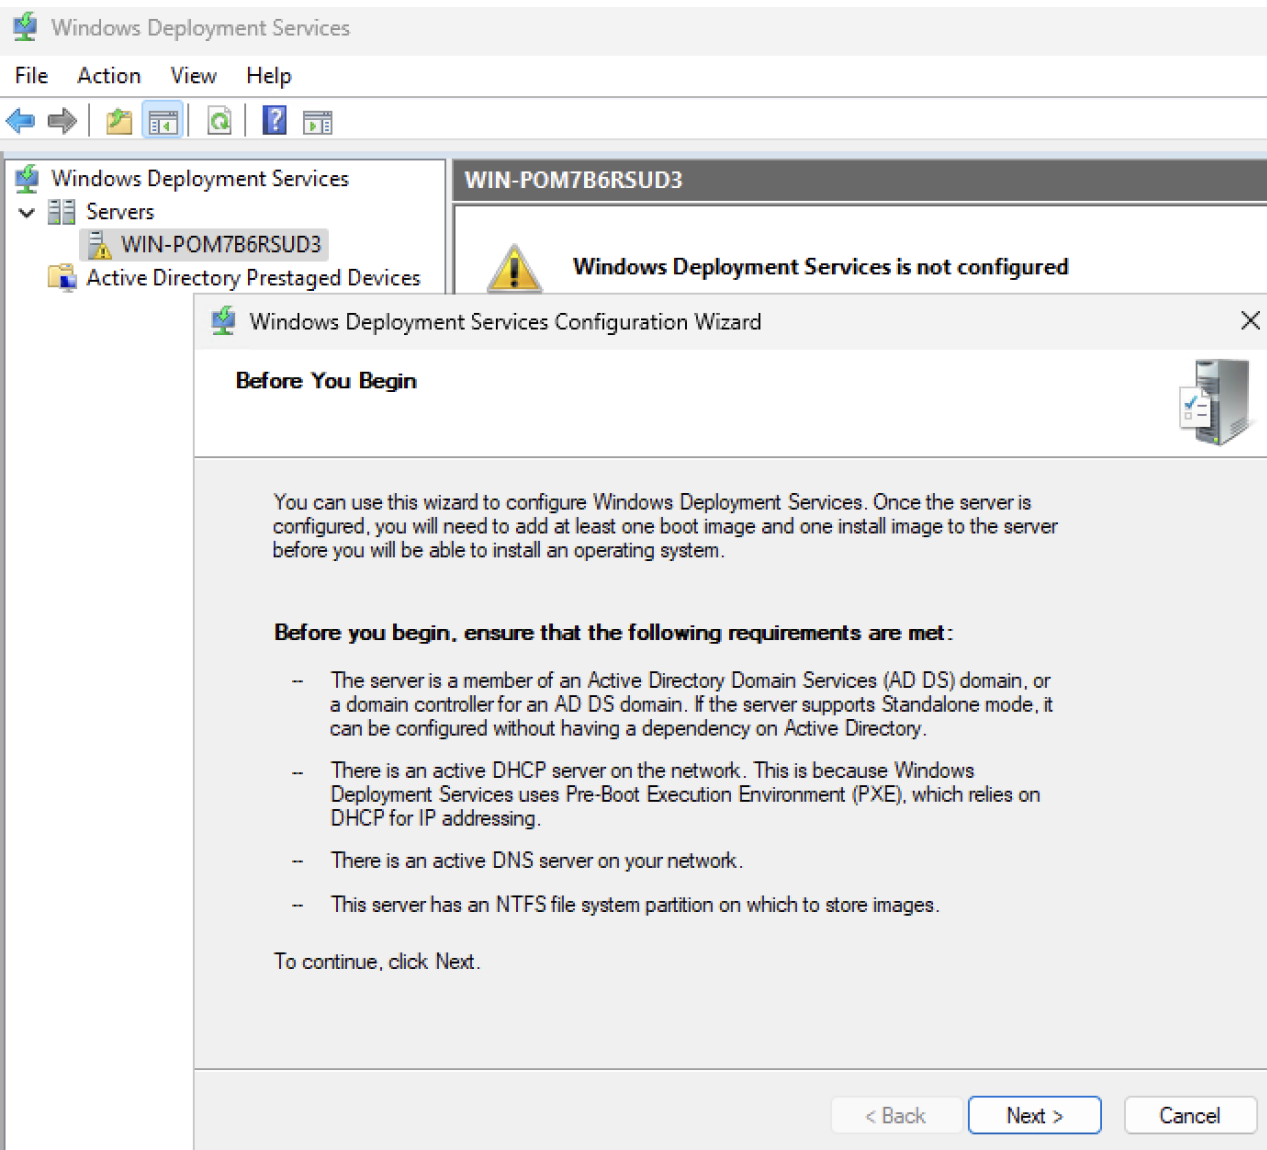 Windows Deployment Services
File Action View Help
Windows Deployment Services
Servers
WIN-POM7B6RSUD3
Active Directory Prestaged Devices
WIN-POM7B6RSUD3
Windows Deployment Services is not configured
Windows Deployment Services Configuration Wizard
Before You Begin
You can use this wizard to configure Windows Deployment Services. Once the server is
configured, you will need to add at least one boot image and one install image to the server
before you will be able to install an operating system.
Before you begin, ensure that the following requirements are met:
-- The server is a member of an Active Directory Domain Services (AD DS) domain, or
a domain controller for an AD DS domain. If the server supports Standalone mode, it
can be configured without having a dependency on Active Directory.
-- There is an active DHCP server on the network. This is because Windows
Deployment Services uses Pre-Boot Execution Environment (PXE), which relies on
DHCP for IP addressing.
-- There is an active DNS server on your network.
-- This server has an NTFS file system partition on which to store images.
To continue, click Next.
< Back Next > Cancel